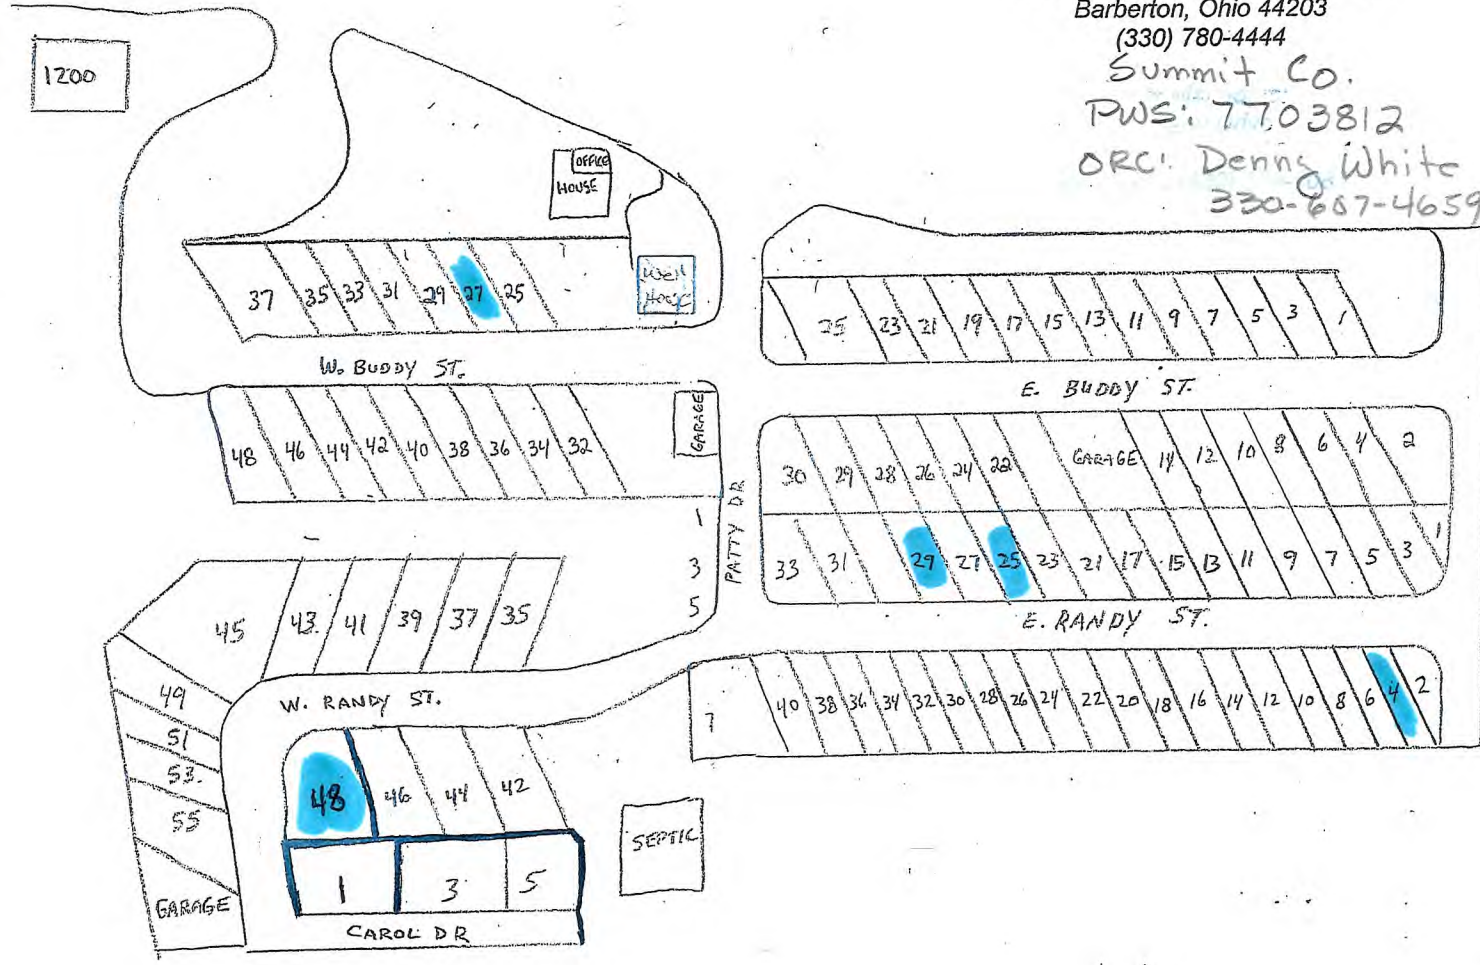 Barberton, Ohio 44203
(330) 780-4444
Summit Co.
PWS: 7703812
ORC: Denny White
330-607-4659
1200
OFFICE
HOUSE
Well
House
37 35 33 31 29 27 25
W. BUDDY ST.
25 23 21 19 17 15 13 11 9 7 5 3 1
E. BUDDY ST.
48 46 44 42 40 38 36 34 32
GARAGE
30 29 28 26 24 22 GARAGE 14 12 10 8 6 4 2
33 31 29 27 25 23 21 17 15 13 11 9 7 5 3 1
PATTY DR
1
3
5
E. RANDY ST.
45 43 41 39 37 35
49
51
53
55
GARAGE
W. RANDY ST.
7 40 38 36 34 32 30 28 26 24 22 20 18 16 14 12 10 8 6 4 2
48 46 44 42
1 3 5
CAROL DR
SEPTIC